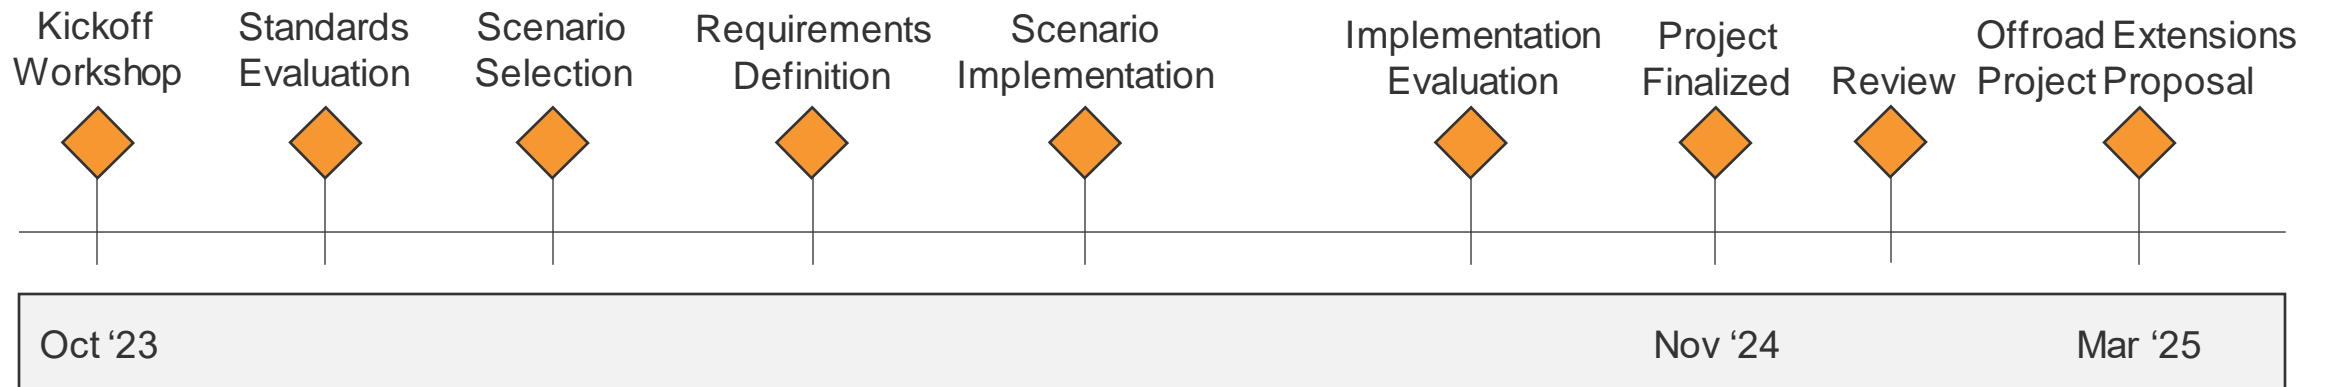 Kickoff
Workshop
Standards
Evaluation
Scenario
Selection
Requirements
Definition
Scenario
Implementation
Implementation
Evaluation
Project
Finalized
Review
Offroad Extensions
Project Proposal
Oct ‘23
Nov ‘24
Mar ‘25